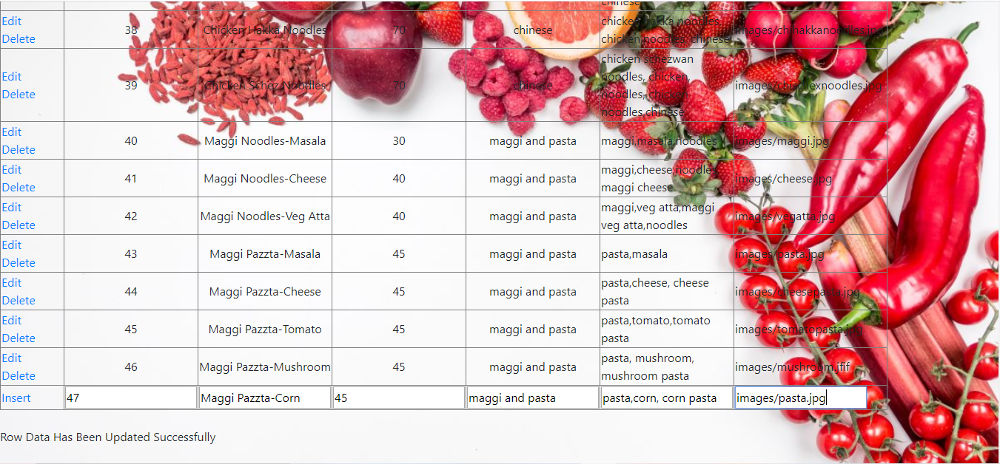 chinese
Edit
Delete
38
Chicken Hakka Noodles
70
chinese
chicken hakka noodles,
chicken noodles, chinese
images/chihakkanoodles.jpg
Edit
Delete
39
Chicken Schez Noodles
70
chinese
chicken schezwan
noodles, chicken
noodles, chicken
noodles,chinese
images/chischexnoodles.jpg
Edit
Delete
40
Maggi Noodles-Masala
30
maggi and pasta
maggi,masala,noodles
images/maggi.jpg
Edit
Delete
41
Maggi Noodles-Cheese
40
maggi and pasta
maggi,cheese,noodles
maggi cheese
images/cheese.jpg
Edit
Delete
42
Maggi Noodles-Veg Atta
40
maggi and pasta
maggi,veg atta,maggi
veg atta,noodles
images/vegatta.jpg
Edit
Delete
43
Maggi Pazzta-Masala
45
maggi and pasta
pasta,masala
images/pasta.jpg
Edit
Delete
44
Maggi Pazzta-Cheese
45
maggi and pasta
pasta,cheese, cheese
pasta
images/cheesepasta.jpg
Edit
Delete
45
Maggi Pazzta-Tomato
45
maggi and pasta
pasta,tomato,tomato
pasta
images/tomatopasta.jpg
Edit
Delete
46
Maggi Pazzta-Mushroom
45
maggi and pasta
pasta, mushroom,
mushroom pasta
images/mushroom.jfif
Insert
47
Maggi Pazzta-Corn
45
maggi and pasta
pasta,corn, corn pasta
images/pasta.jpg
Row Data Has Been Updated Successfully